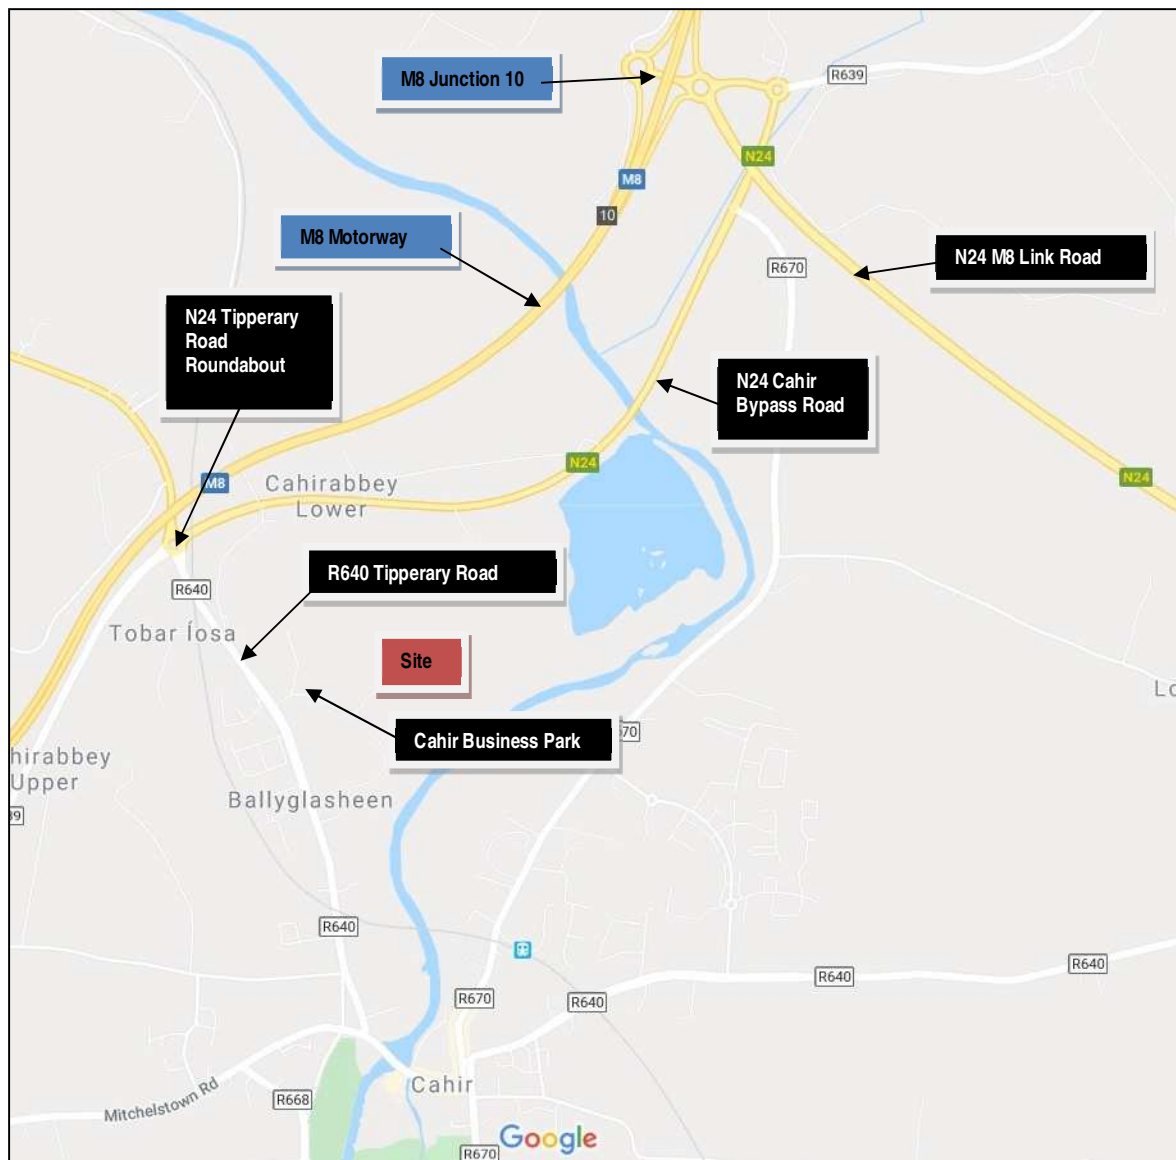 M8 Junction 10
R639
N24
M8
10
M8 Motorway
R670
N24 M8 Link Road
N24 Tipperary
Road
Roundabout
N24 Cahir
Bypass Road
N24
N24
M8
Cahirabbey
Lower
R640 Tipperary Road
R640
Tobar Íosa
Site
Lo
Cahir Business Park
70
hirabbey
Upper
Ballyglasheen
39
R640
R640
R640
R670
R640
Cahir
Mitchelstown Rd
R668
Google
R670